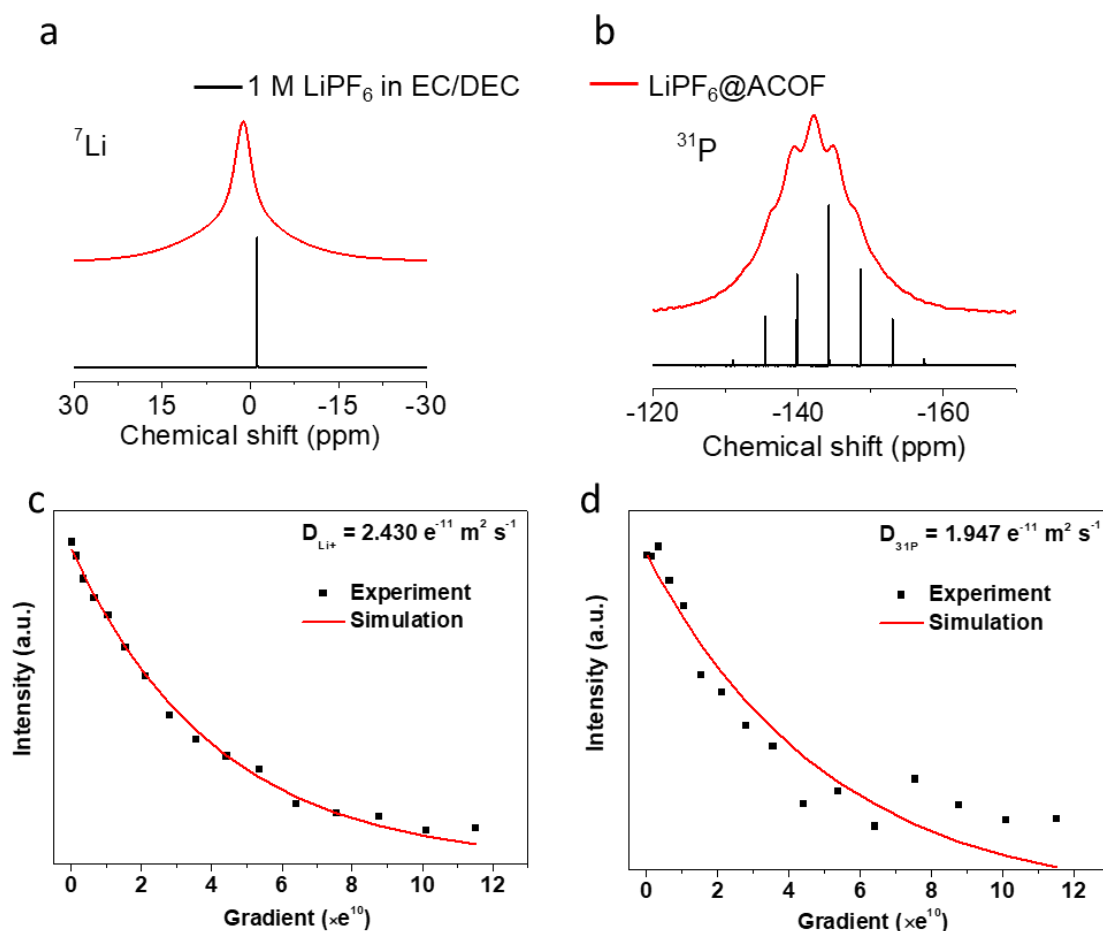 a
b
1 M LiPF₆ in EC/DEC
LiPF₆@ACOF
⁷Li
³¹P
30 15 0 -15 -30
Chemical shift (ppm)
-120 -140 -160
Chemical shift (ppm)
c
d
D_Li+ = 2.430 e⁻¹¹ m² s⁻¹
Experiment
Simulation
Intensity (a.u.)
0 2 4 6 8 10 12
Gradient (×e¹⁰)
D_31P = 1.947 e⁻¹¹ m² s⁻¹
Experiment
Simulation
Intensity (a.u.)
0 2 4 6 8 10 12
Gradient (×e¹⁰)